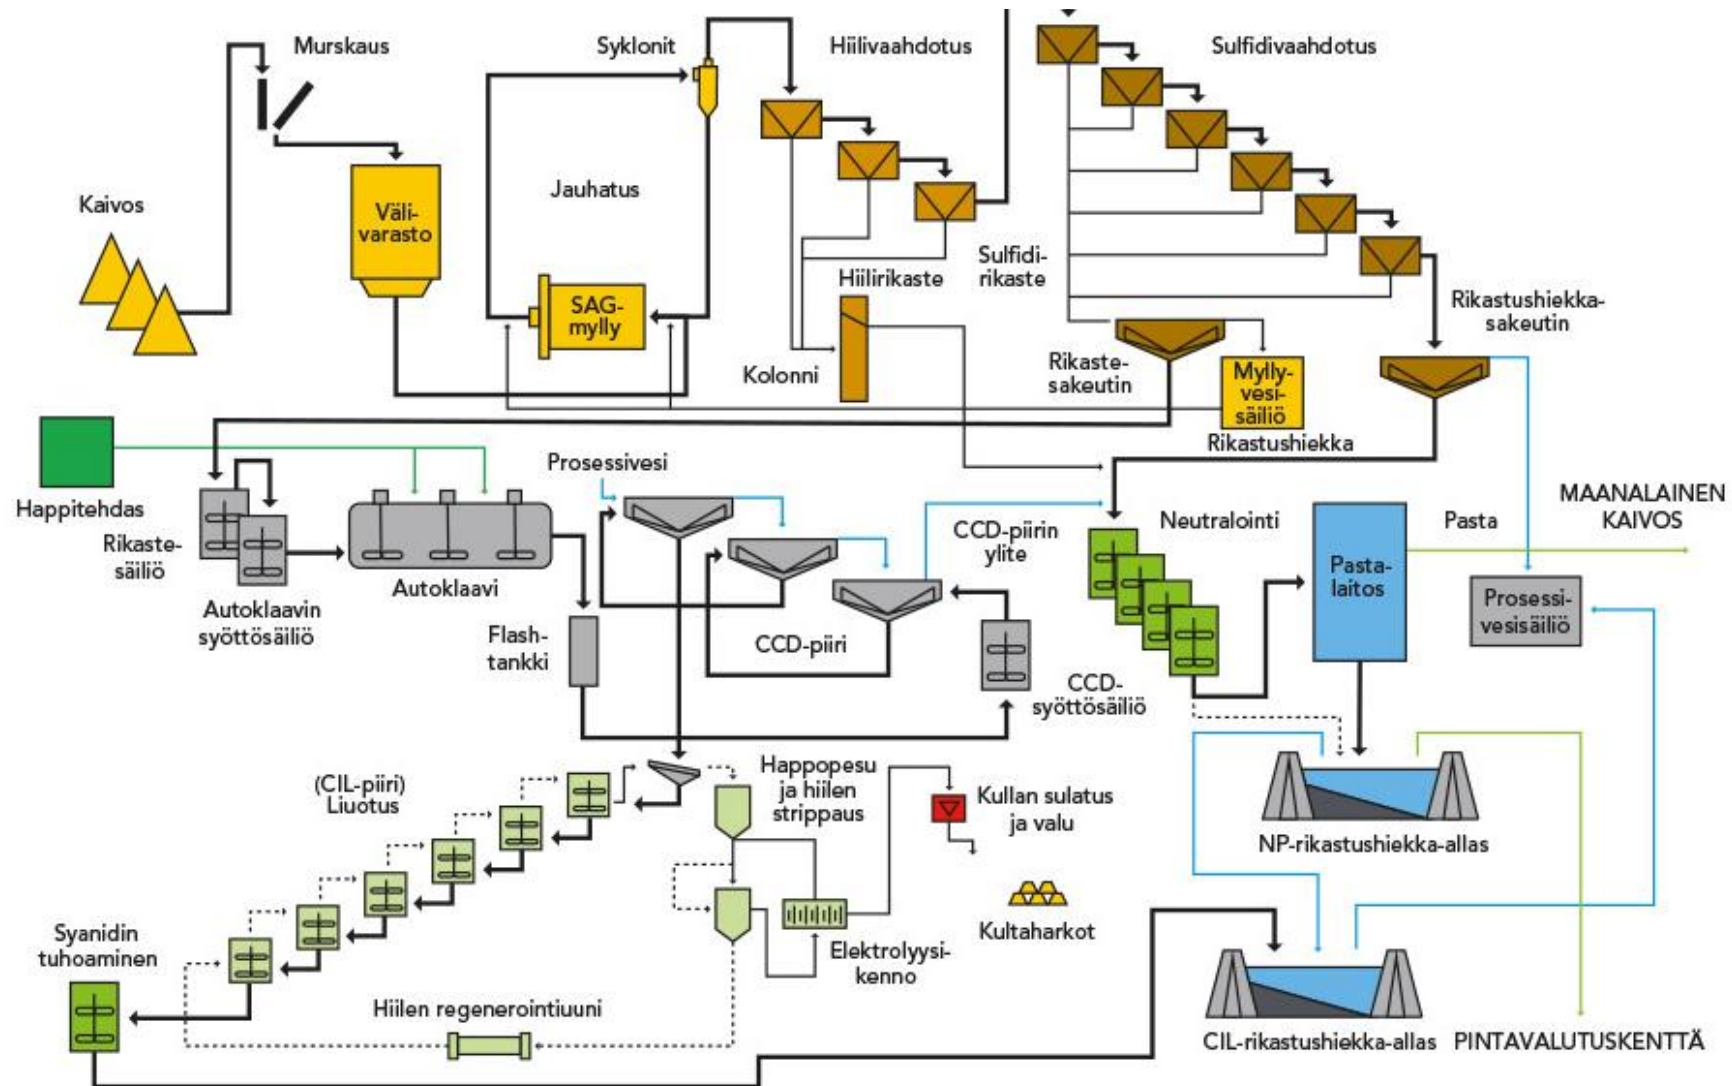 Murskaus
Syklonit
Hiilivaahdotus
Sulfidivaahdotus
Kaivos
Väli-
varasto
Jauhatus
SAG-
mylly
Hiilirikaste
Sulfidi-
rikaste
Kolonni
Rikaste-
sakeutin
Mylly-
vesi-
säiliö
Rikastushiekka-
sakeutin
Rikastushiekka
Happitehdas
Rikaste-
säiliö
Autoklaavin
syöttösäiliö
Autoklaavi
Prosessivesi
Flash-
tankki
CCD-piiri
CCD-piirin
ylite
CCD-
syöttösäiliö
Neutralointi
Pasta-
laitos
Pasta
MAANALAINEN
KAIVOS
Prosessi-
vesisäiliö
(CIL-piiri)
Liuotus
Happopesu
ja hiilen
strippaus
Kullan sulatus
ja valu
Kultaharkot
Elektrolyysi-
kenno
NP-rikastushiekka-allas
Syanidin
tuhoaminen
Hiilen regenerointiuuni
CIL-rikastushiekka-allas
PINTAVALUTUSKENTTÄ